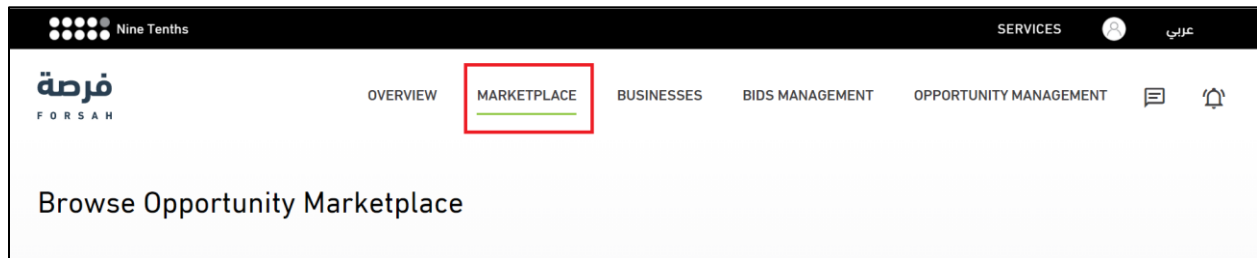 Nine Tenths SERVICES عربي
فرصة
FORSAH
OVERVIEW MARKETPLACE BUSINESSES BIDS MANAGEMENT OPPORTUNITY MANAGEMENT
Browse Opportunity Marketplace